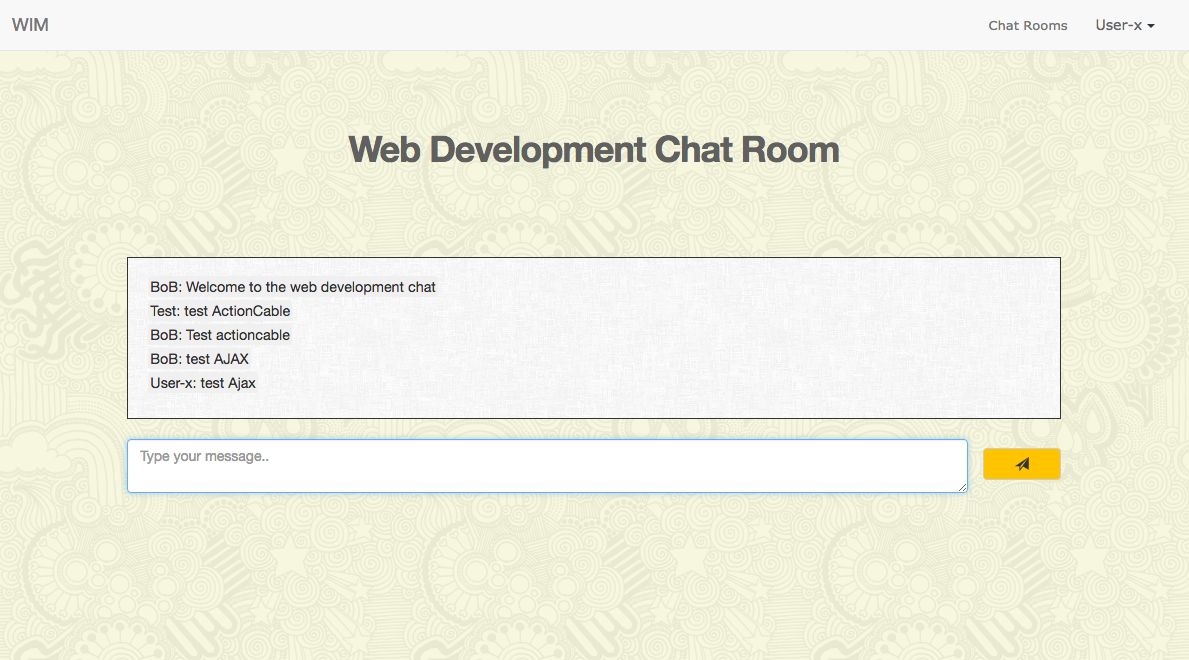 WIM
Chat Rooms
User-x
Web Development Chat Room
BoB: Welcome to the web development chat
Test: test ActionCable
BoB: Test actioncable
BoB: test AJAX
User-x: test Ajax
Type your message..